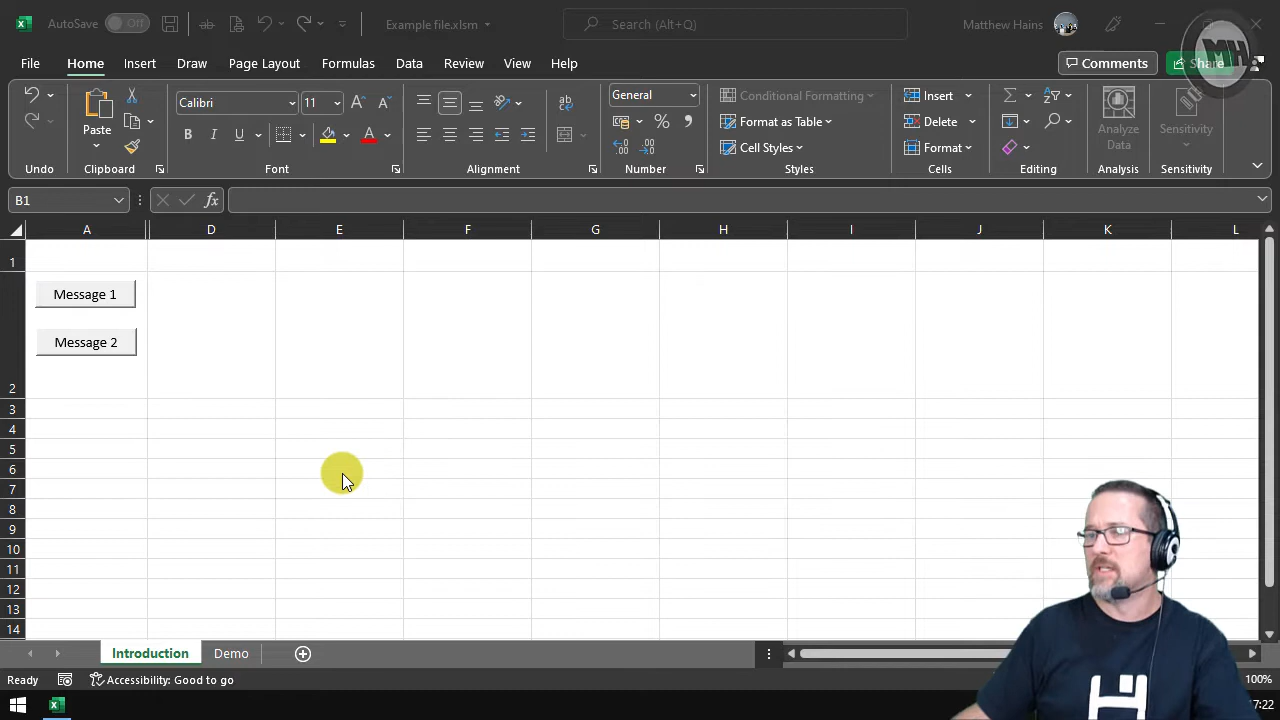 AutoSave Off Example file.xlsm Search (Alt+Q) Matthew Hains
MH
File Home Insert Draw Page Layout Formulas Data Review View Help Comments Share
Calibri 11 General Conditional Formatting Insert
Paste B I U A % Format as Table Delete Analyze Data Sensitivity
Cell Styles Format
Undo Clipboard Font Alignment Number Styles Cells Editing Analysis Sensitivity
B1 fx
A D E F G H I J K L
1
Message 1
Message 2
2
3
4
5
6
7
8
9
10
11
12
13
14
Introduction Demo
Ready Accessibility: Good to go 100%
17:22